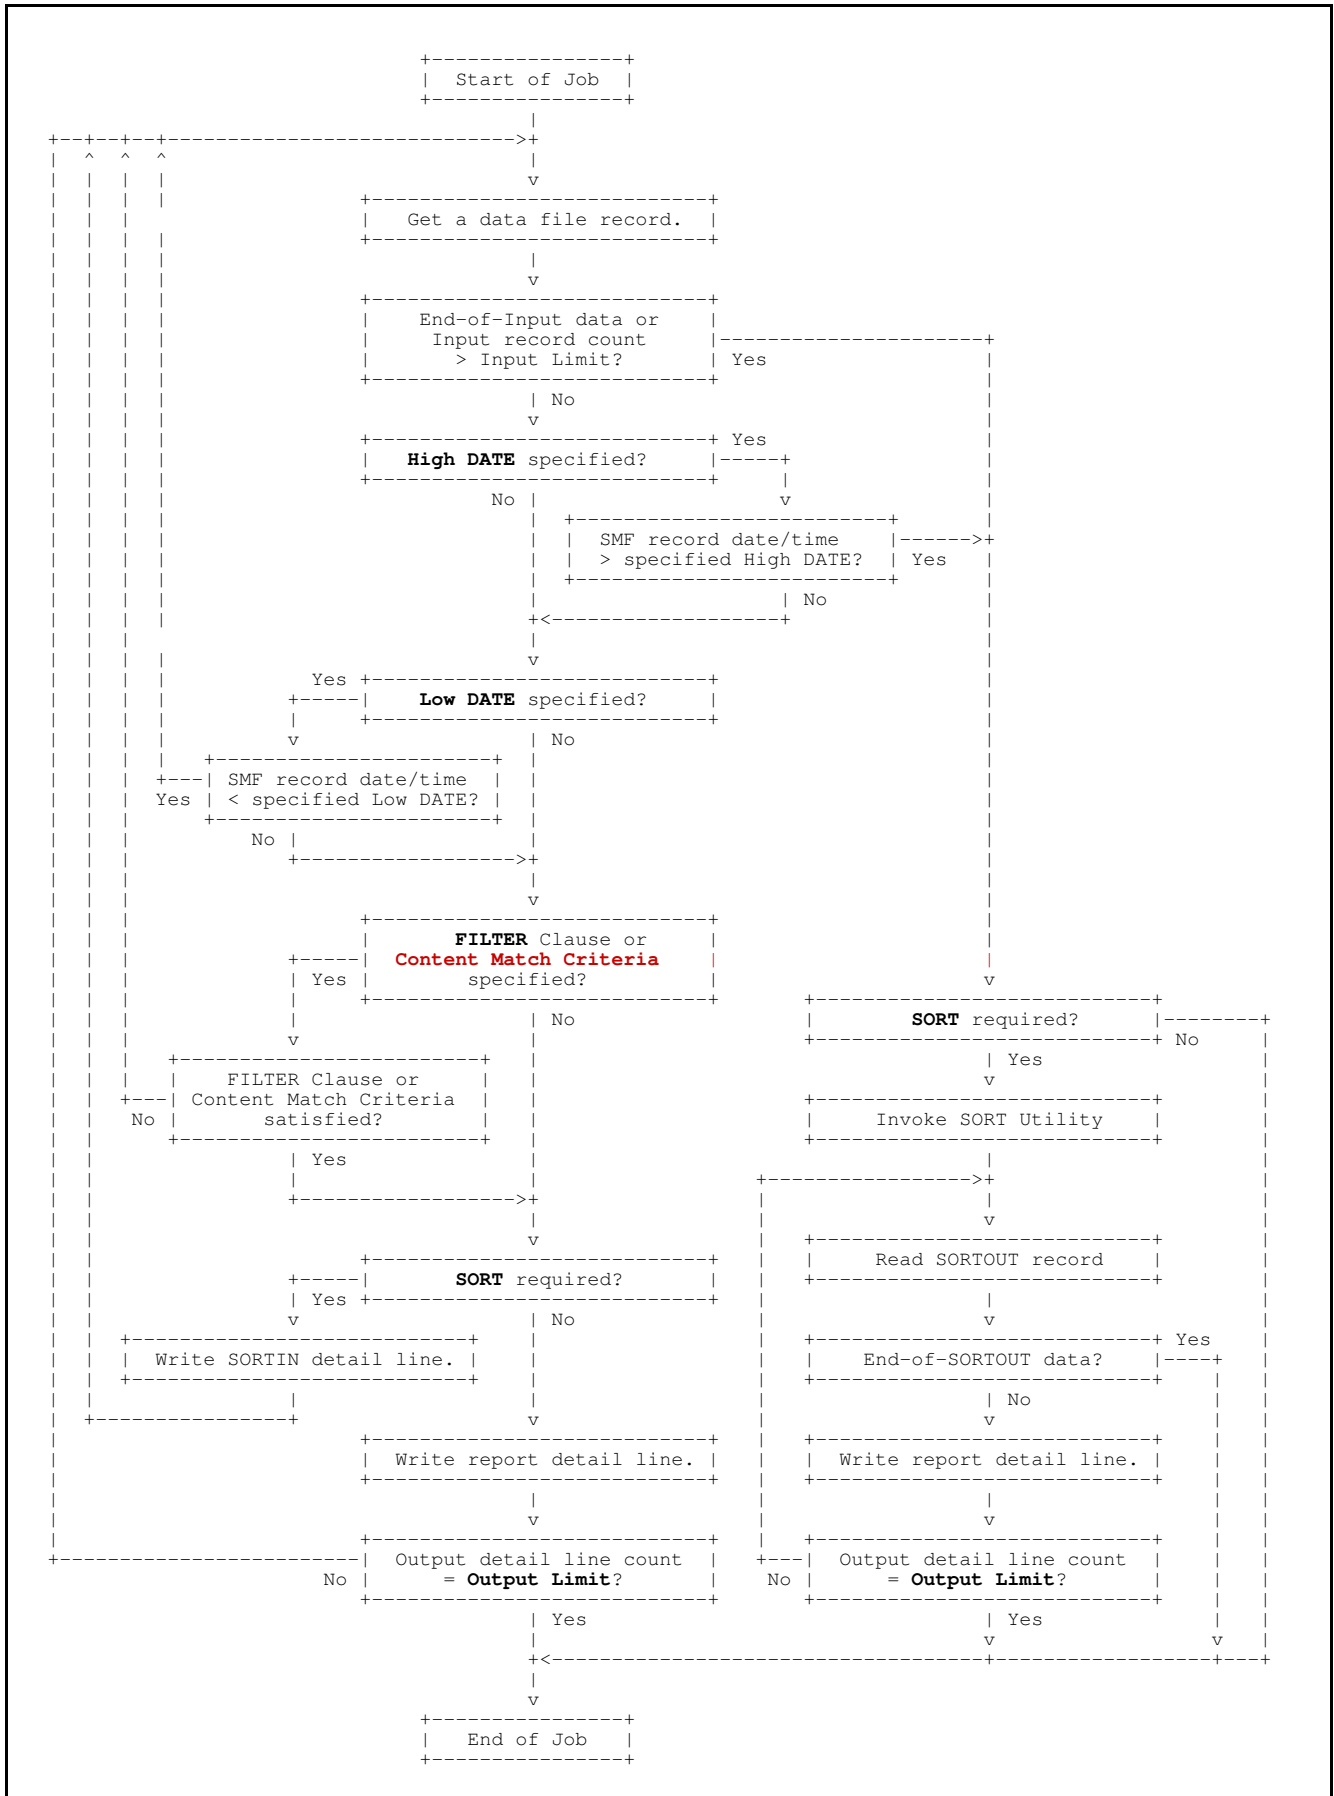 Start of Job
Get a data file record.
End-of-Input data or
Input record count
> Input Limit?
Yes
No
High DATE specified?
Yes
No
SMF record date/time
> specified High DATE?
Yes
No
Yes
Low DATE specified?
No
SMF record date/time
Yes
< specified Low DATE?
No
FILTER Clause or
Content Match Criteria
Yes
specified?
No
SORT required?
No
Yes
FILTER Clause or
Content Match Criteria
No
satisfied?
Yes
Invoke SORT Utility
Read SORTOUT record
SORT required?
Yes
No
Write SORTIN detail line.
End-of-SORTOUT data?
Yes
No
Write report detail line.
Write report detail line.
Output detail line count
No
= Output Limit?
Yes
Output detail line count
No
= Output Limit?
Yes
End of Job